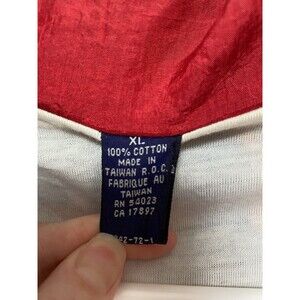 XL
100% COTTON
MADE IN
TAIWAN R.O.C.
FABRIQUE AU
TAIWAN
RN 54023
CA 17897